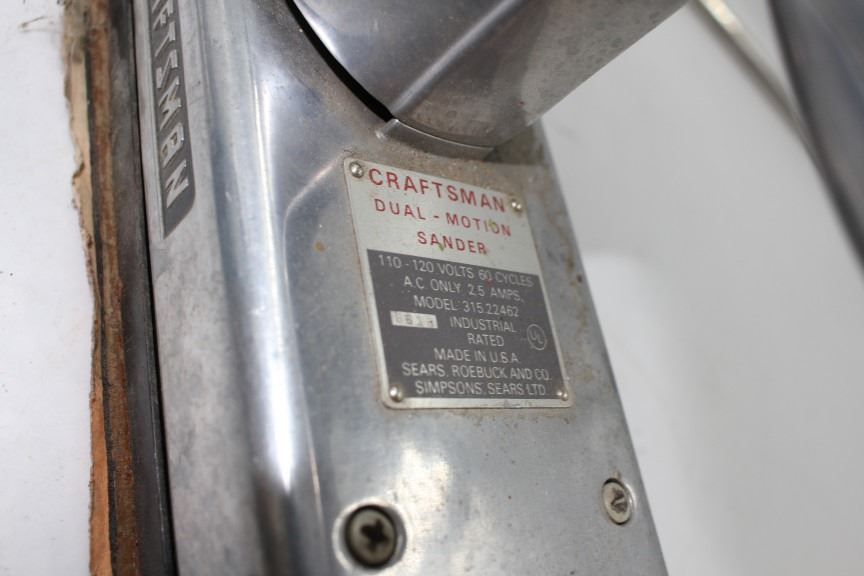 CRAFTSMAN
CRAFTSMAN
DUAL - MOTION
SANDER
110 - 120 VOLTS 60 CYCLES
A.C. ONLY 2.5 AMPS.
MODEL: 315.22462
INDUSTRIAL
RATED
UL
MADE IN U.S.A.
SEARS, ROEBUCK AND CO.
SIMPSONS, SEARS LTD.